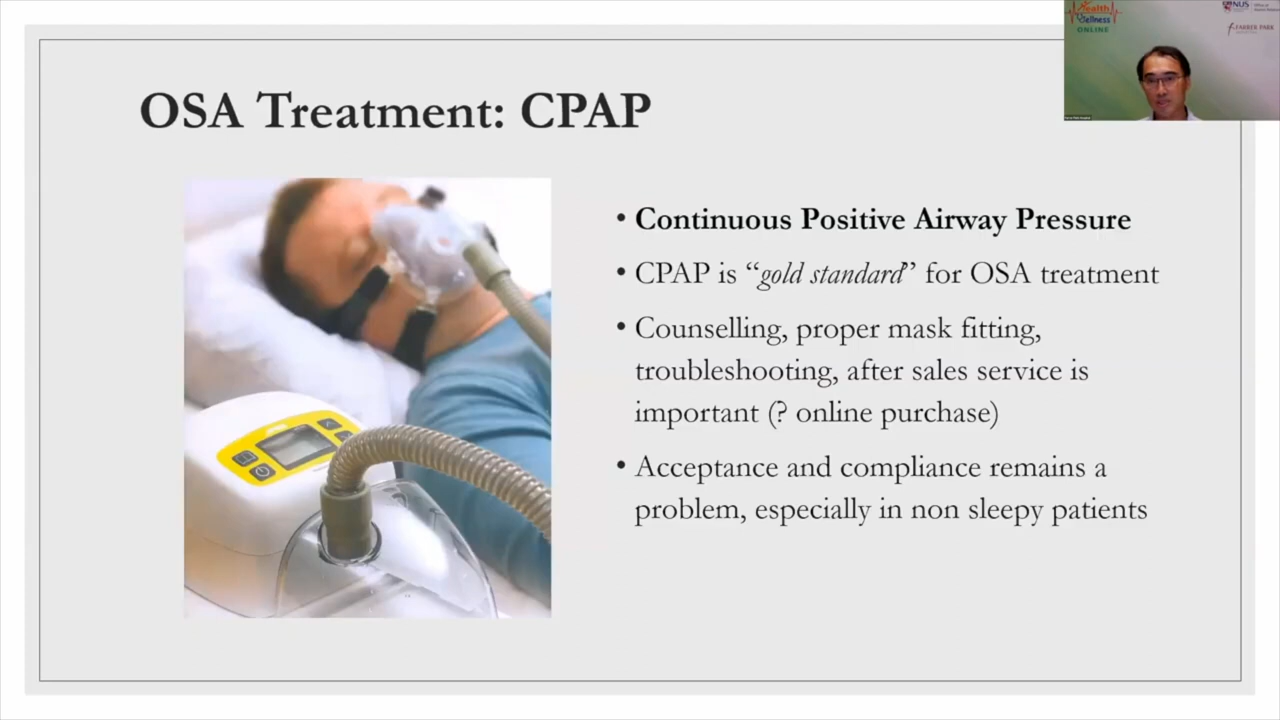 Health
Wellness
ONLINE
NUS
FARRER PARK
OSA Treatment: CPAP
• Continuous Positive Airway Pressure
• CPAP is “gold standard” for OSA treatment
• Counselling, proper mask fitting,
troubleshooting, after sales service is
important (? online purchase)
• Acceptance and compliance remains a
problem, especially in non sleepy patients